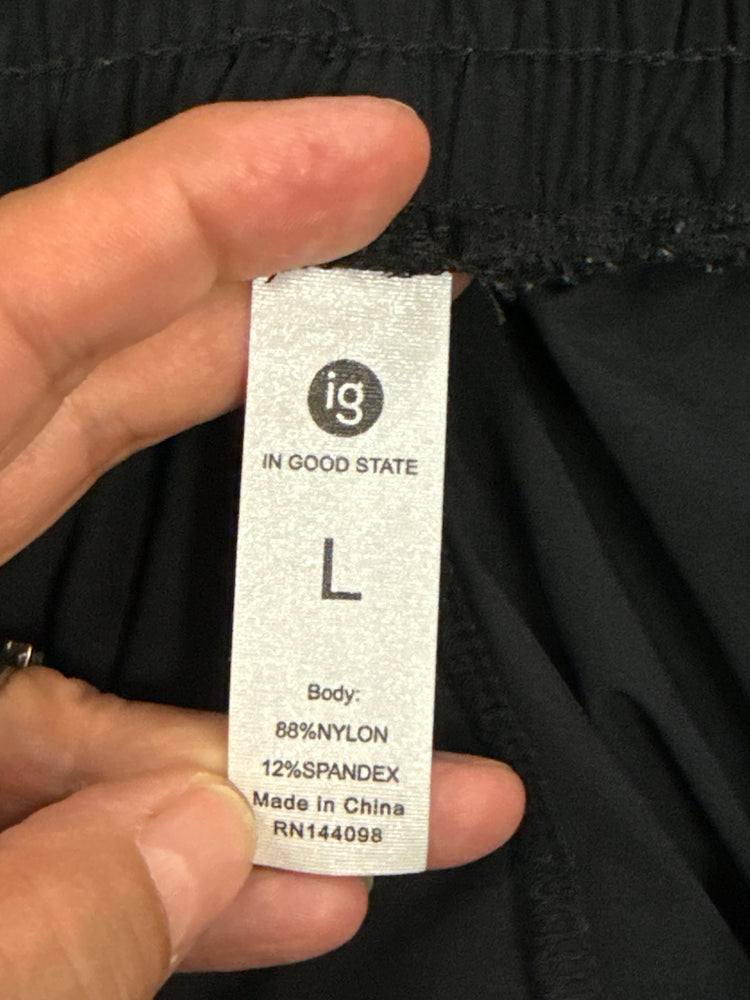 ig
IN GOOD STATE
L
Body:
88%NYLON
12%SPANDEX
Made in China
RN144098